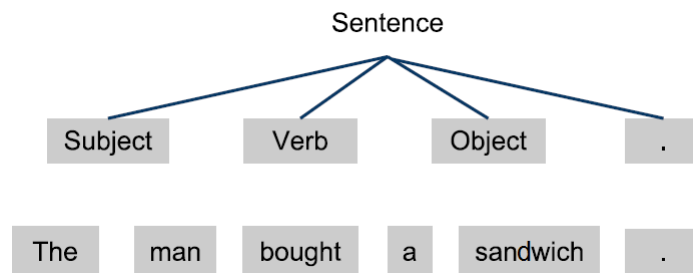 Sentence
Subject Verb Object .
The man bought a sandwich .